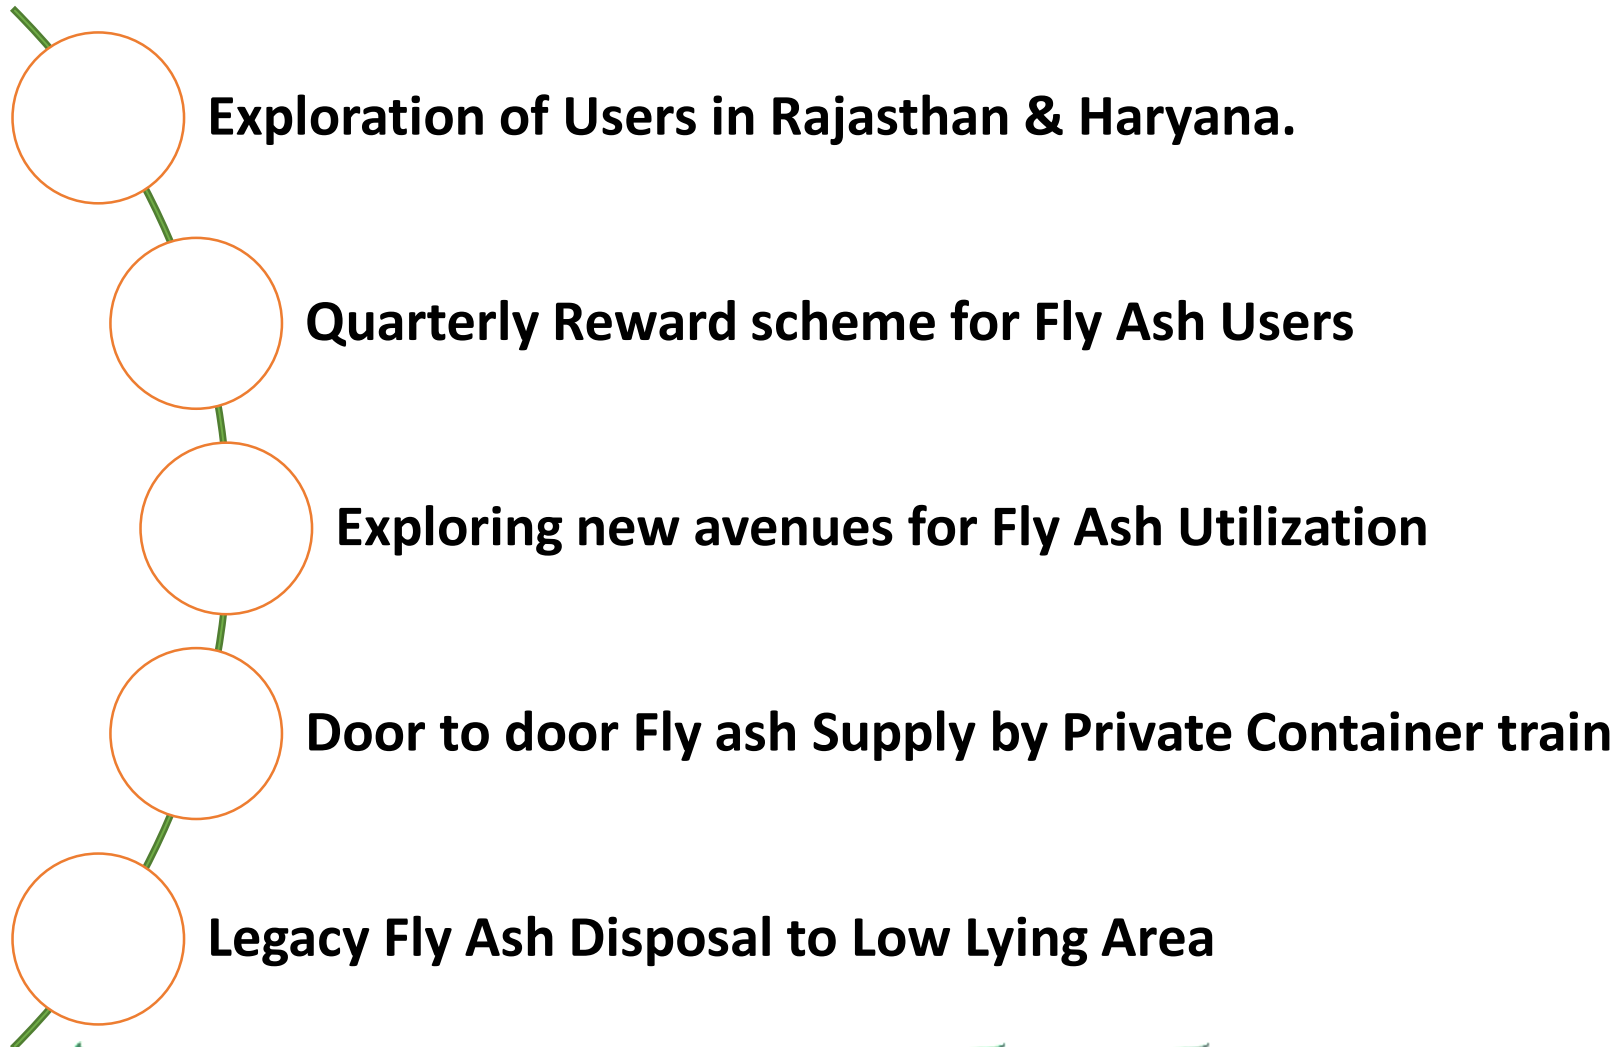 Exploration of Users in Rajasthan & Haryana.
Quarterly Reward scheme for Fly Ash Users
Exploring new avenues for Fly Ash Utilization
Door to door Fly ash Supply by Private Container train
Legacy Fly Ash Disposal to Low Lying Area